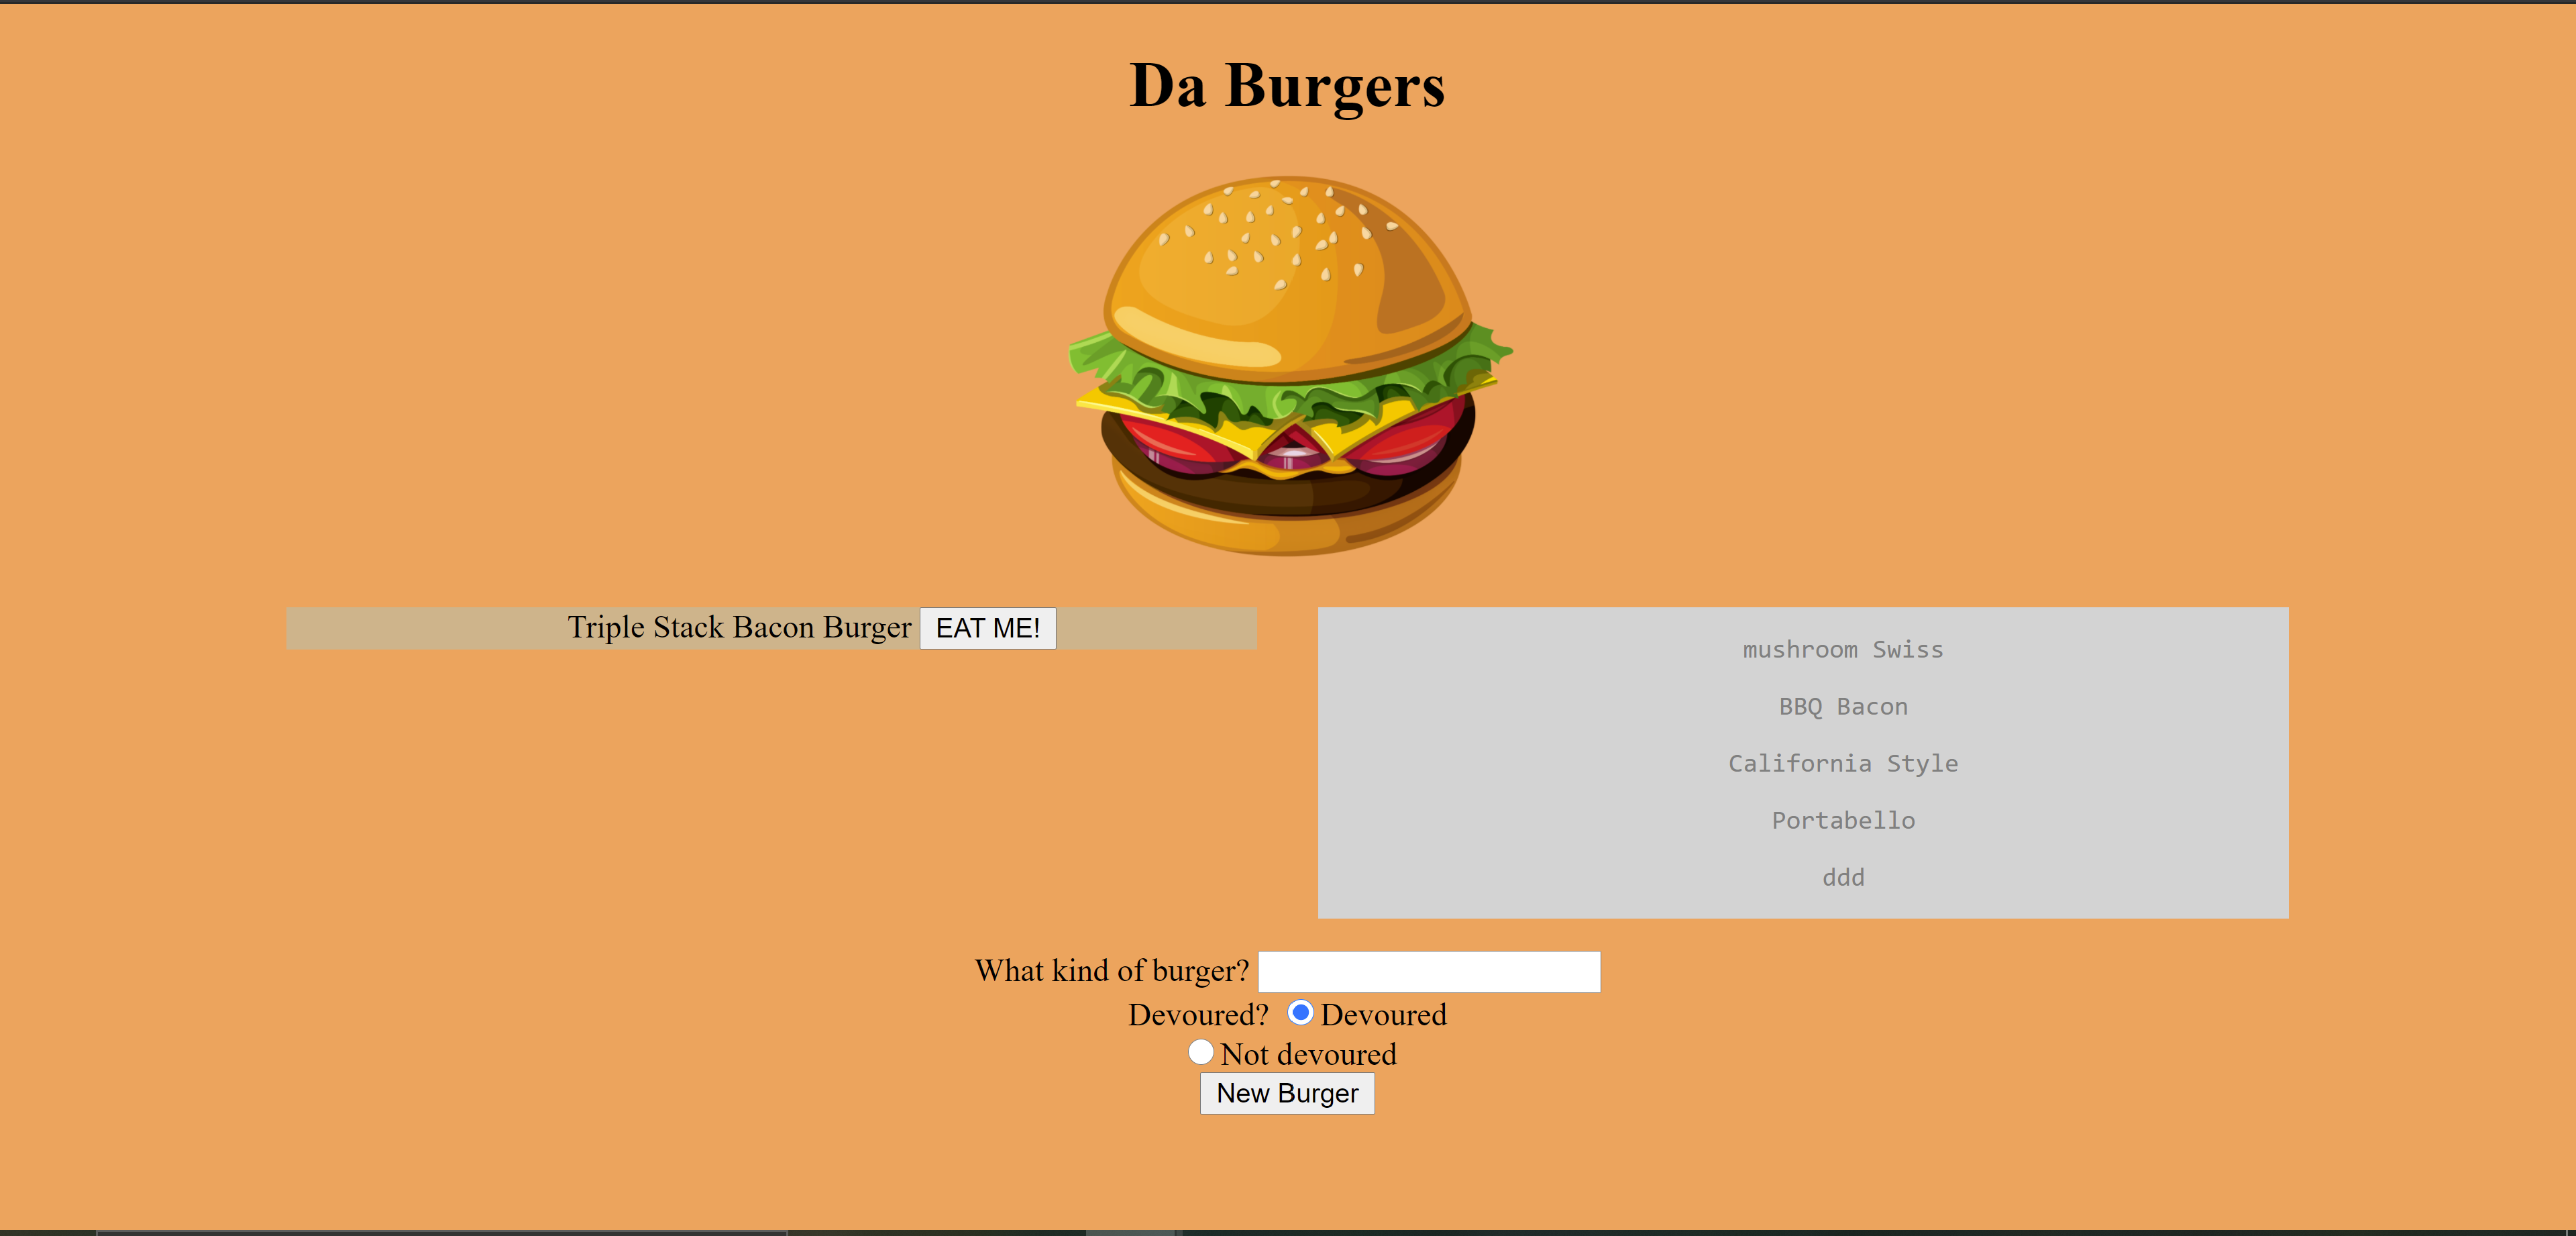 Da Burgers
Triple Stack Bacon Burger EAT ME!
mushroom Swiss
BBQ Bacon
California Style
Portabello
ddd
What kind of burger?
Devoured? Devoured
Not devoured
New Burger